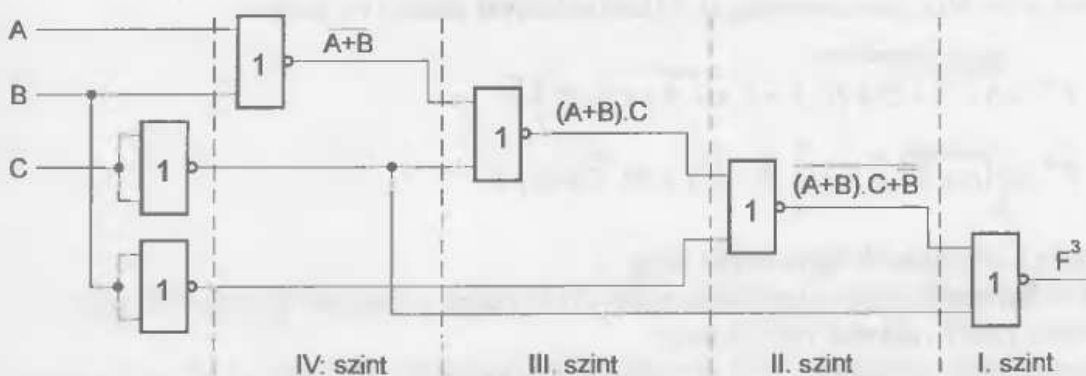 A
B
C
1
1
1
A+B
1
(A+B).C
1
(A+B).C+B
1
F³
IV: szint
III. szint
II. szint
I. szint